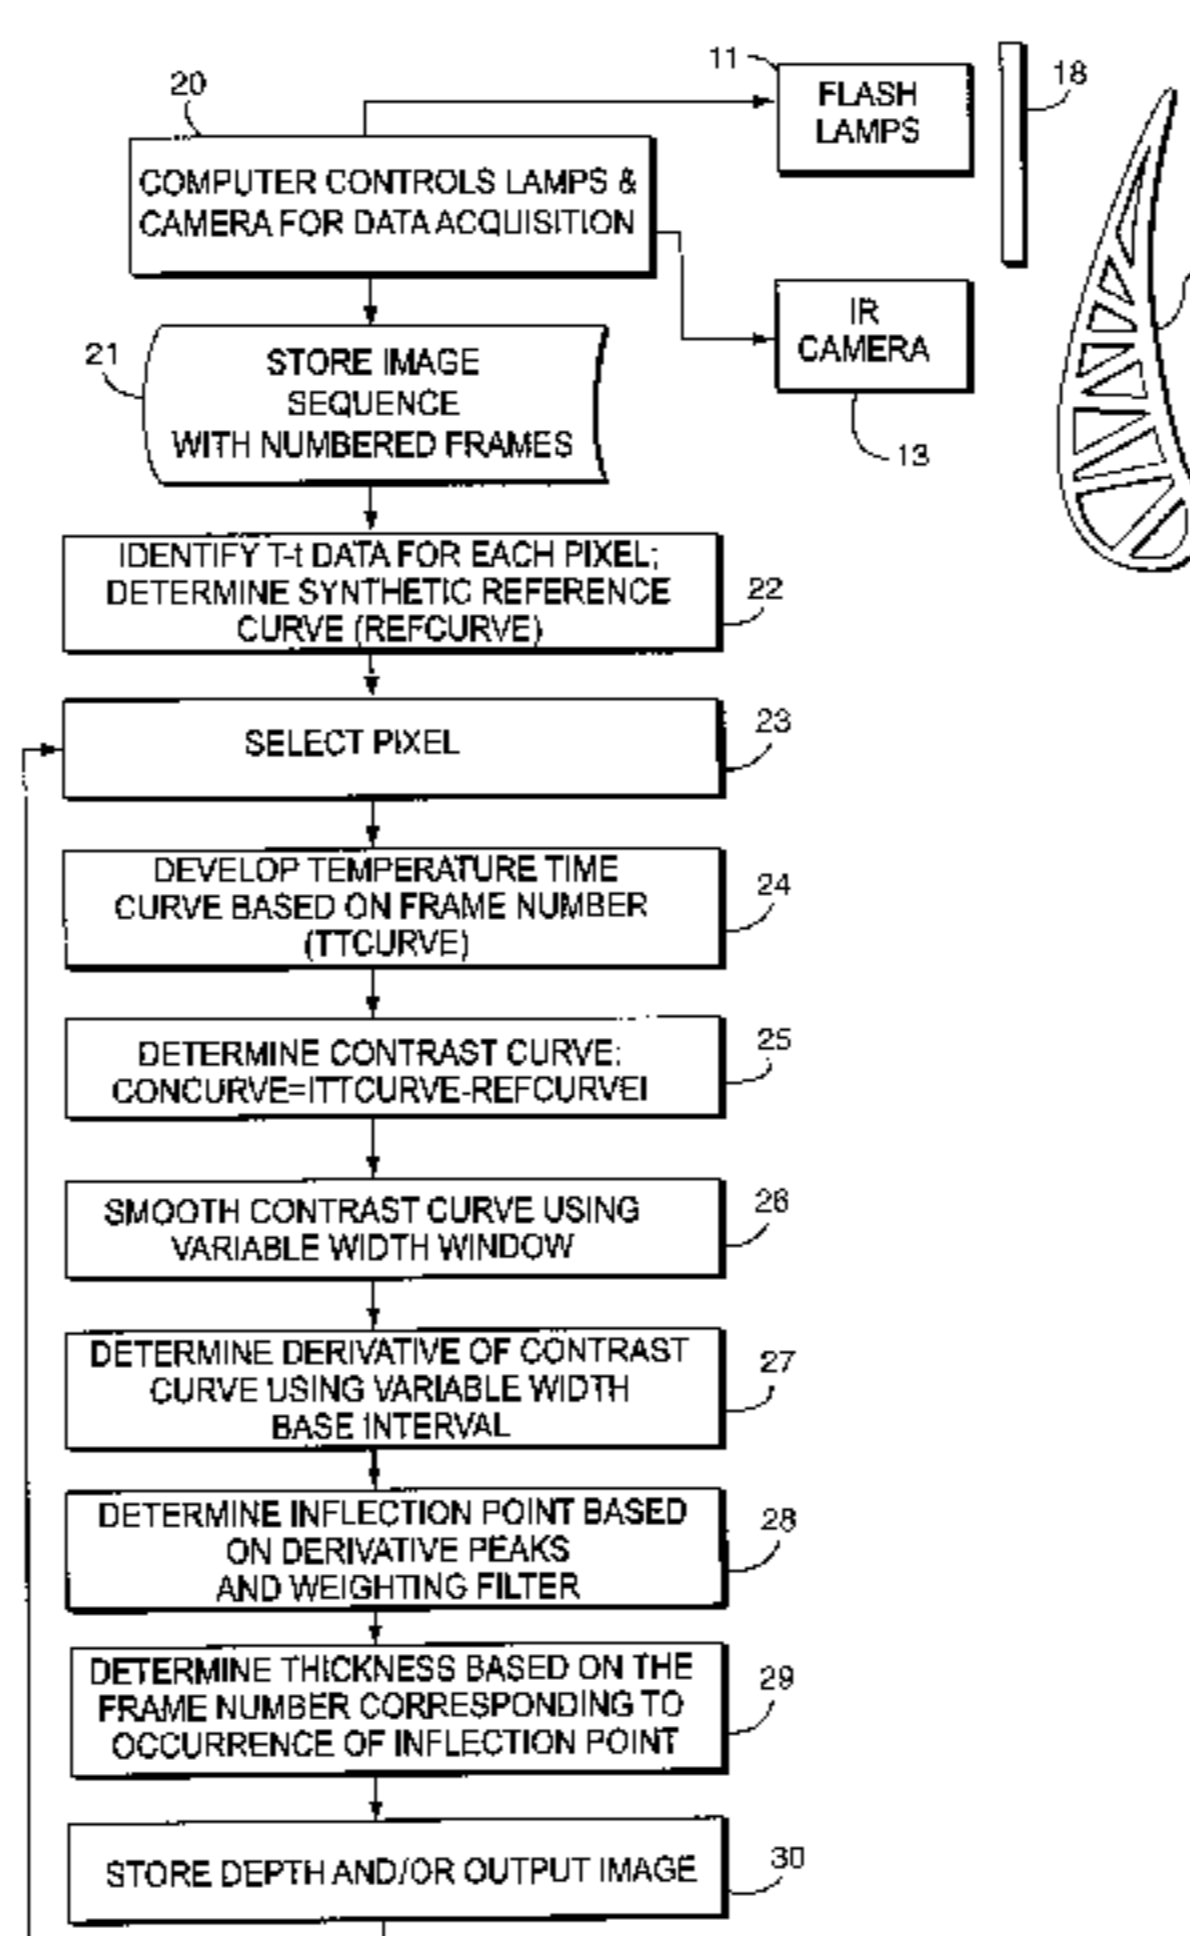 11
FLASH
LAMPS
18
20
COMPUTER CONTROLS LAMPS &
CAMERA FOR DATA ACQUISITION
IR
CAMERA
13
21
STORE IMAGE
SEQUENCE
WITH NUMBERED FRAMES
IDENTIFY T-t DATA FOR EACH PIXEL;
DETERMINE SYNTHETIC REFERENCE
CURVE (REFCURVE)
22
SELECT PIXEL
23
DEVELOP TEMPERATURE TIME
CURVE BASED ON FRAME NUMBER
(TTCURVE)
24
DETERMINE CONTRAST CURVE:
CONCURVE=ITTCURVE-REFCURVEI
25
SMOOTH CONTRAST CURVE USING
VARIABLE WIDTH WINDOW
26
DETERMINE DERIVATIVE OF CONTRAST
CURVE USING VARIABLE WIDTH
BASE INTERVAL
27
DETERMINE INFLECTION POINT BASED
ON DERIVATIVE PEAKS
AND WEIGHTING FILTER
28
DETERMINE THICKNESS BASED ON THE
FRAME NUMBER CORRESPONDING TO
OCCURRENCE OF INFLECTION POINT
29
STORE DEPTH AND/OR OUTPUT IMAGE
30